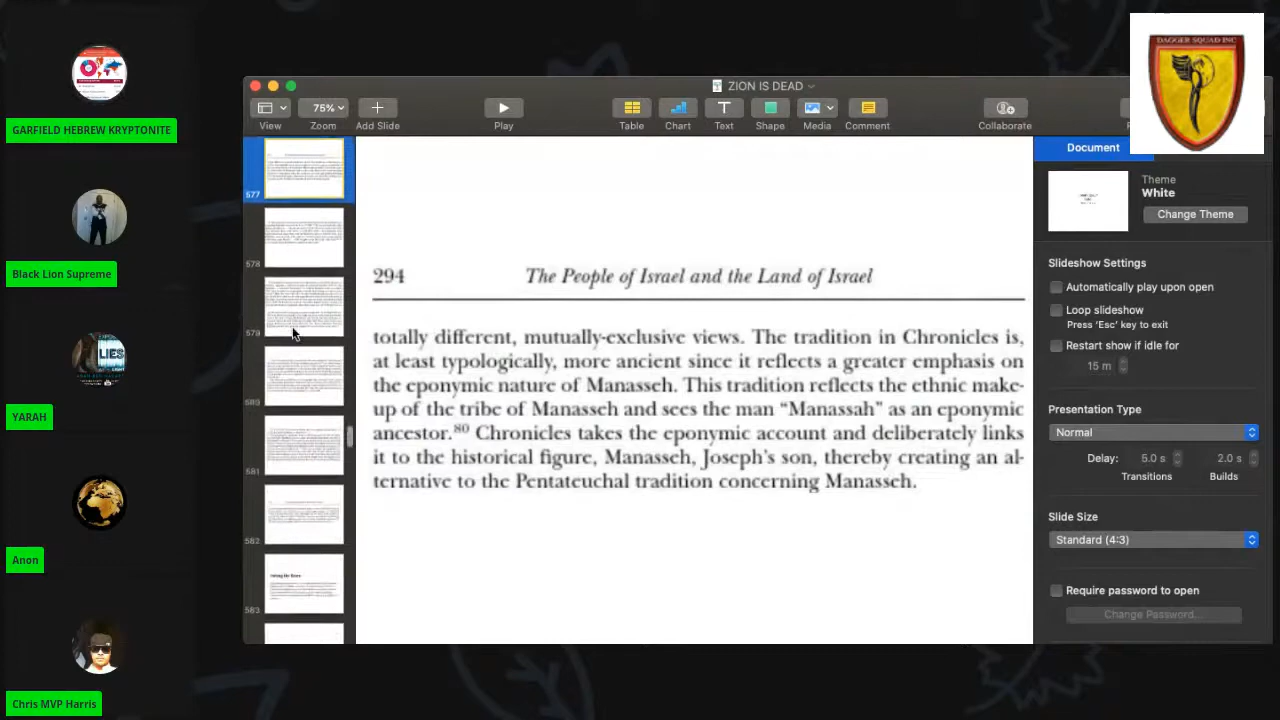 GARFIELD HEBREW KRYPTONITE
Black Lion Supreme
LIES
YARAH
Anon
Chris MVP Harris
DAGGER SQUAD INC
ZION IS DEAD
75%
View
Zoom
Add Slide
Play
Table
Chart
Text
Shape
Media
Comment
Collaborate
577
578
579
580
581
582
583
294 The People of Israel and the Land of Israel
totally different, mutually-exclusive views. The tradition in Chronicles is,
at least typologically, more ancient since it reflects a greater emphasis on
the eponymic nature of Manasseh. This tradition reflects the ethnic make-
up of the tribe of Manasseh and sees the man “Manassah” as an eponymic
ancestor.80 Chronicles takes the eponymic account and deliberately links
it to the historical figure, Manasseh, Joseph's son, thereby creating an al-
ternative to the Pentateuchal tradition concerning Manasseh.
Document
Theme
White
Change Theme
Slideshow Settings
Automatically play upon open
Loop slideshow
Press 'Esc' key to exit
Restart show if idle for
15 m
Presentation Type
Normal
Delay: 5.0 s 2.0 s
Transitions Builds
Slide Size
Standard (4:3)
Require password to open
Change Password...